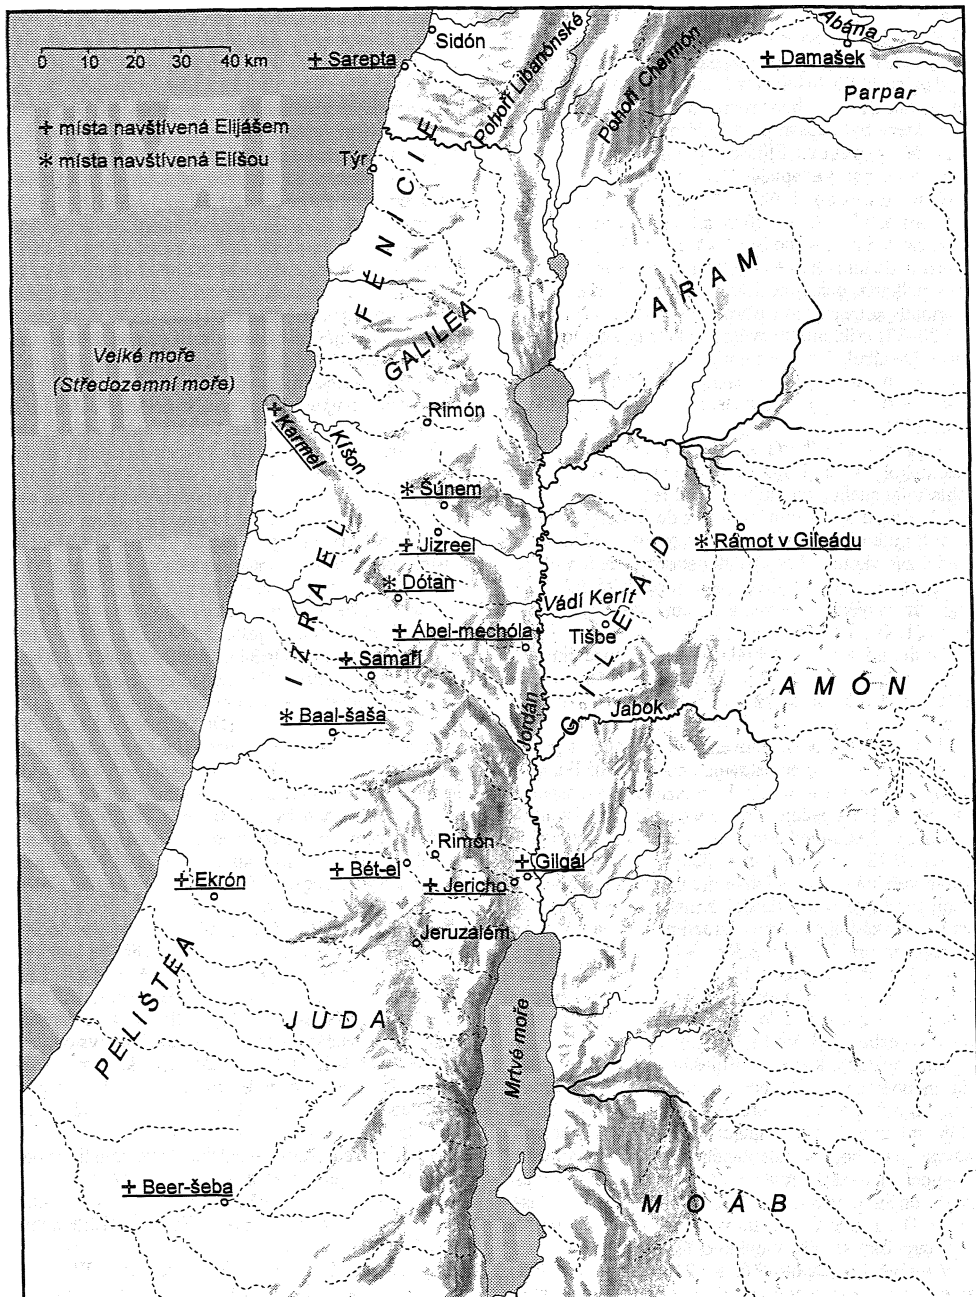 Sidón
Abána
0 10 20 30 40 km
+ Sarepta
+ Damašek
Pohoří Libanónské
Pohoří Chermón
Parpar
+ místa navštívená Elijášem
* místa navštívená Elíšou
Týr
FÉNICIE
ARAM
GALILEA
Velké moře
(Středozemní moře)
+ Karmel
Kíšon
Rimón
* Šúnem
+ Jizreel
* Rámot v Gileádu
* Dótan
IZRAEL
GILEÁD
Vádí Kerít
+ Ábel-mechóla
Tišbe
+ Samaří
AMÓN
* Baal-šaša
Jordán
Jabok
Rimón
+ Bét-el
+ Gilgál
+ Ekrón
+ Jericho
Jeruzalém
PELIŠTEA
JUDA
Mrtvé moře
+ Beer-šeba
MOÁB